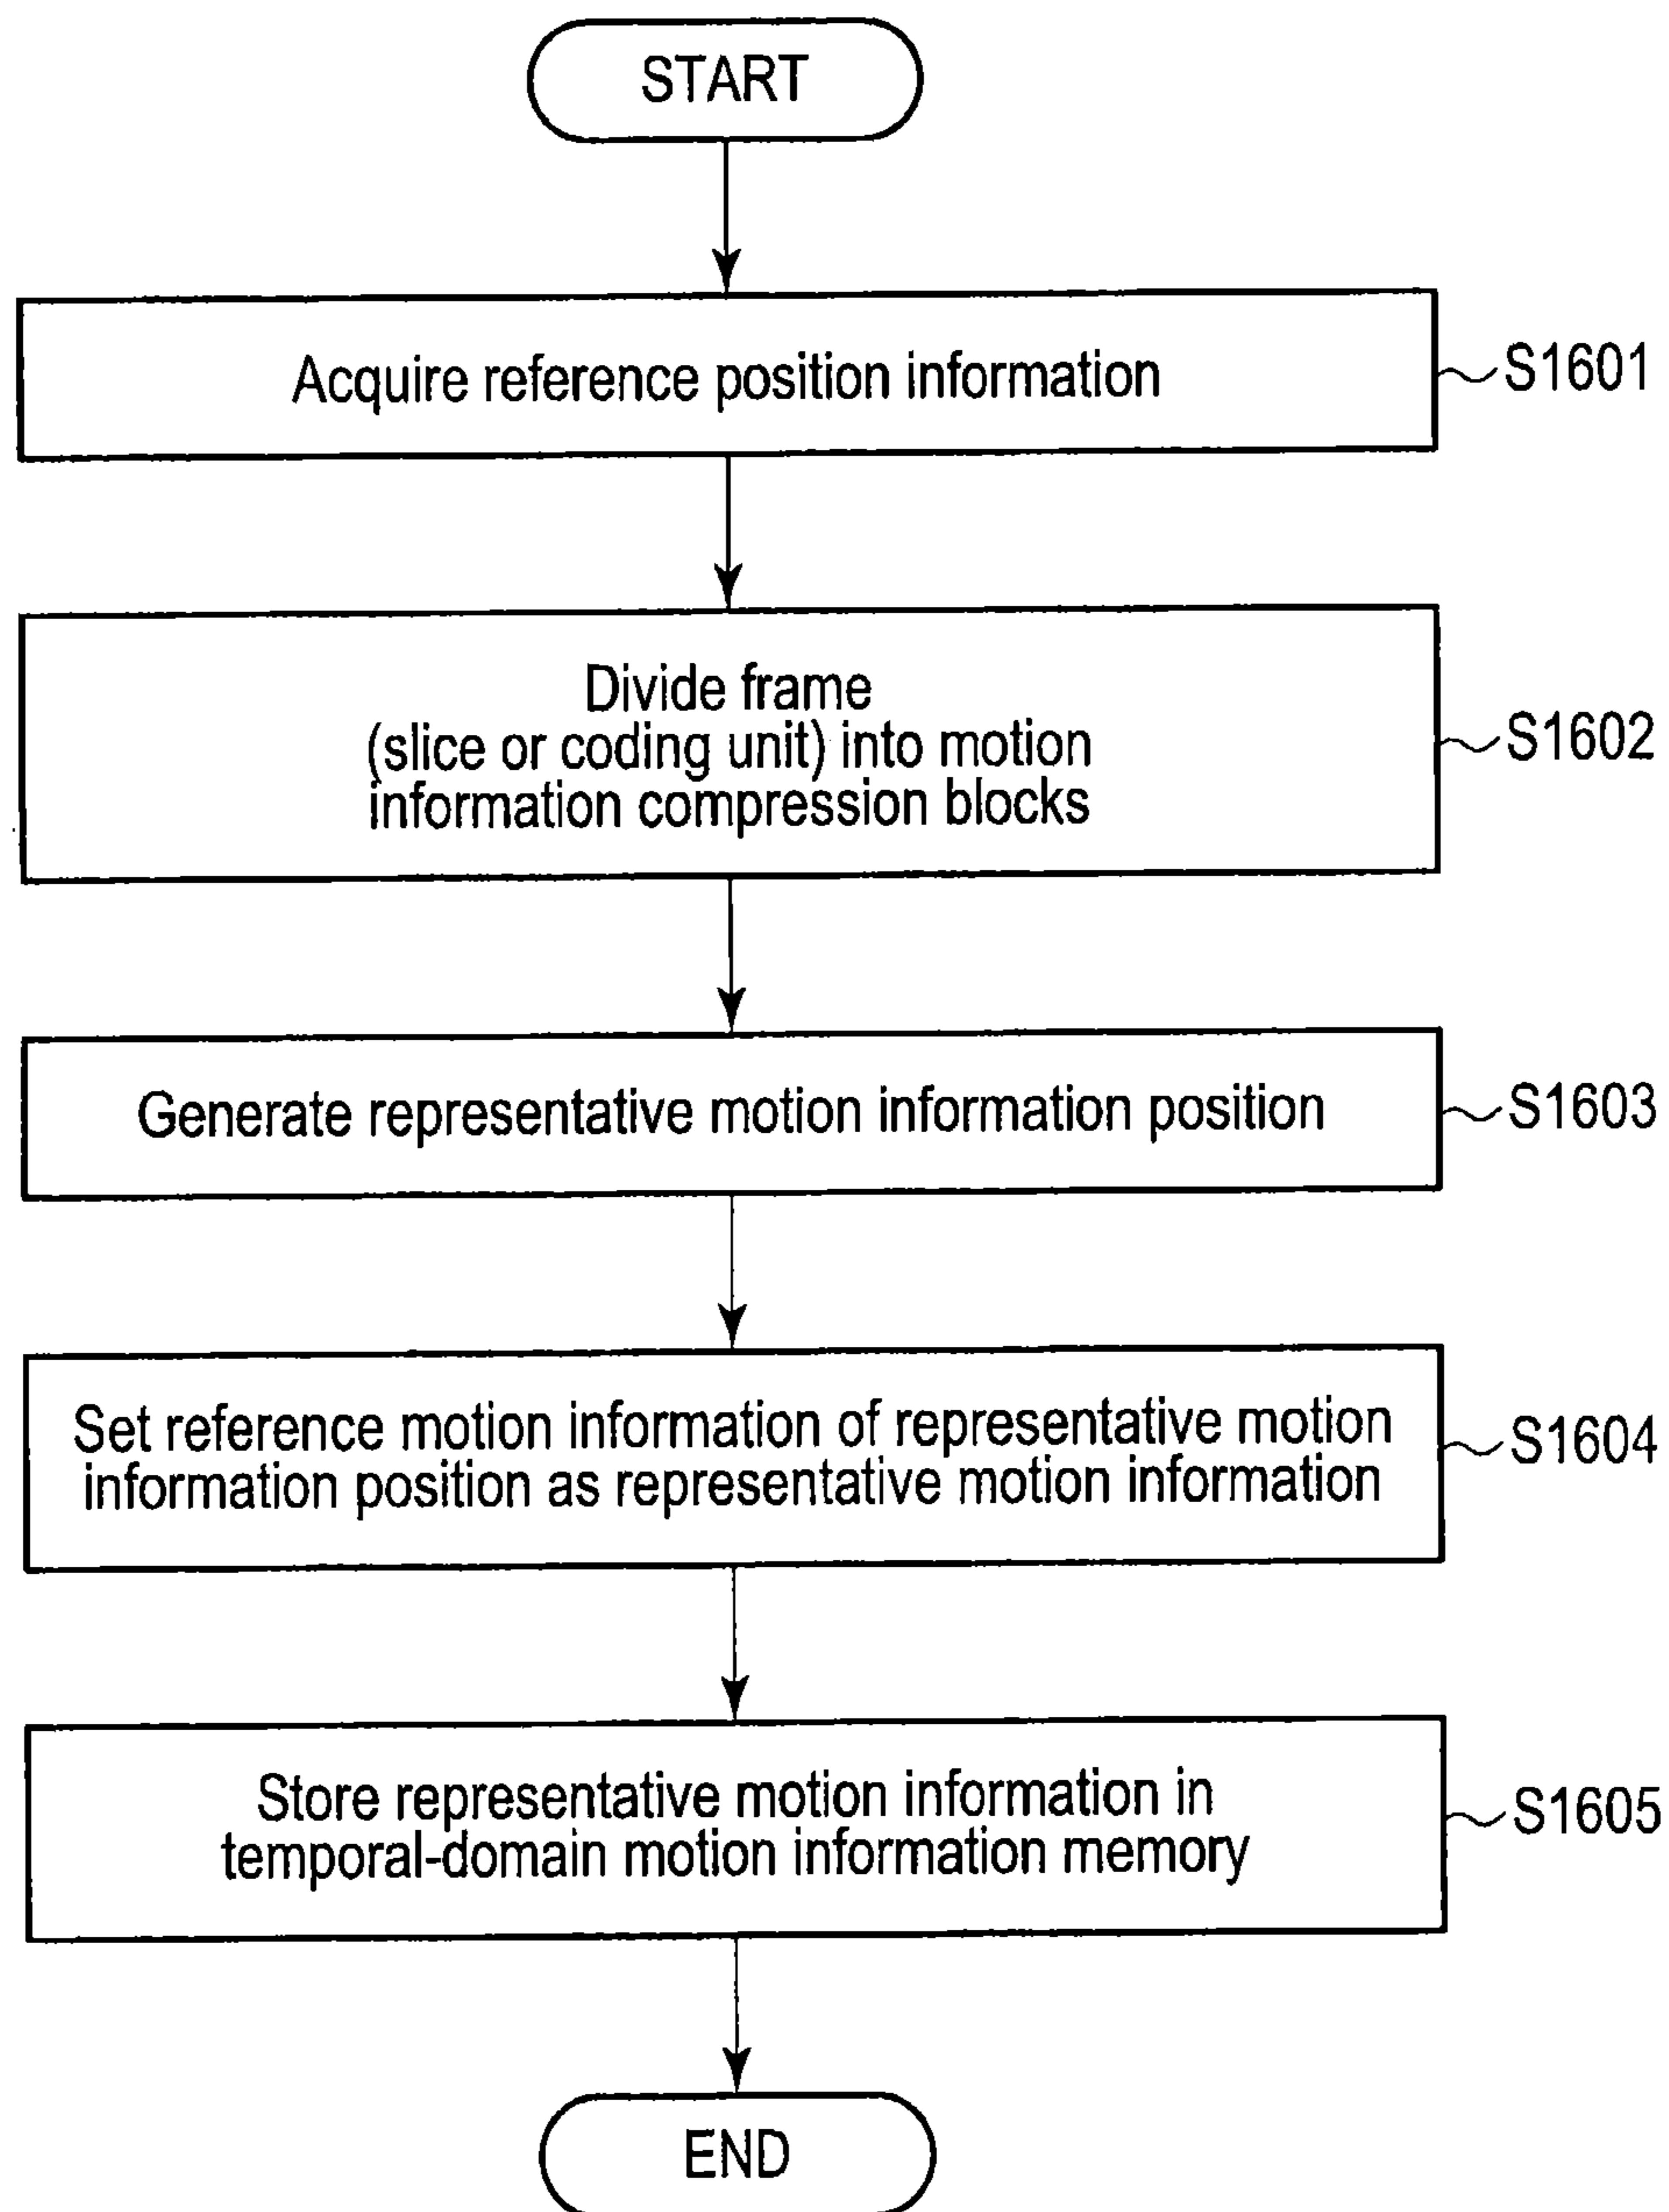 START
Acquire reference position information
S1601
Divide frame
(slice or coding unit) into motion
information compression blocks
S1602
Generate representative motion information position
S1603
Set reference motion information of representative motion
information position as representative motion information
S1604
Store representative motion information in
temporal-domain motion information memory
S1605
END